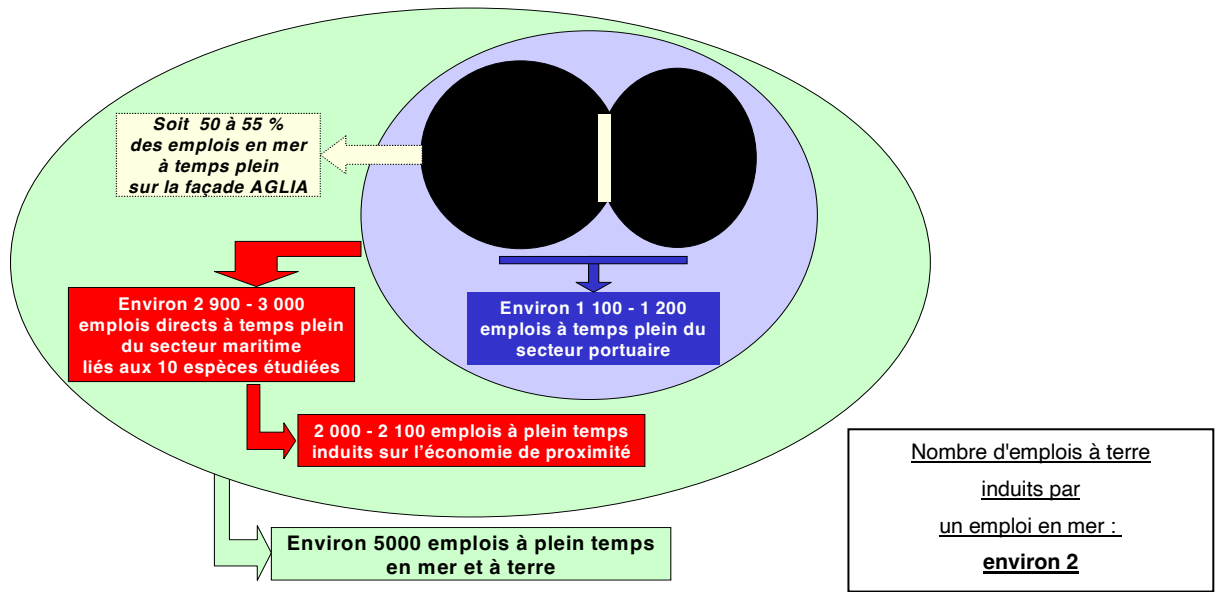 Soit 50 à 55 %
des emplois en mer
à temps plein
sur la façade AGLIA
Environ 2 900 - 3 000
emplois directs à temps plein
du secteur maritime
liés aux 10 espèces étudiées
Environ 1 100 - 1 200
emplois à temps plein du
secteur portuaire
2 000 - 2 100 emplois à plein temps
induits sur l'économie de proximité
Environ 5000 emplois à plein temps
en mer et à terre
Nombre d'emplois à terre
induits par
un emploi en mer :
environ 2